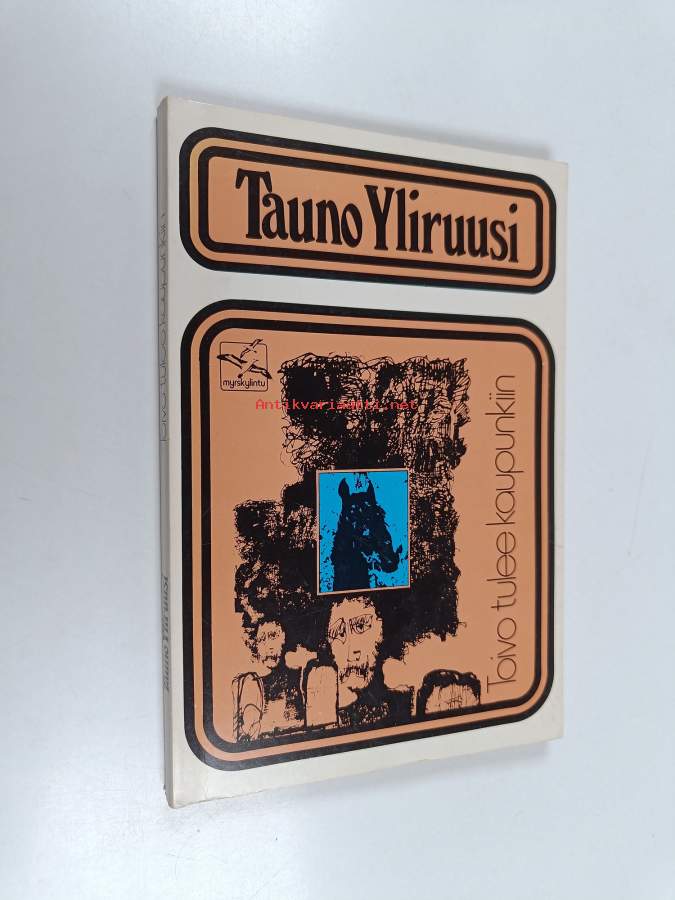 Tauno Yliruusi
myrskylintu
Antikvariaatti.net
Toivo tulee kaupunkiin
Toivo tulee kaupunkiin
Tauno Yliruusi